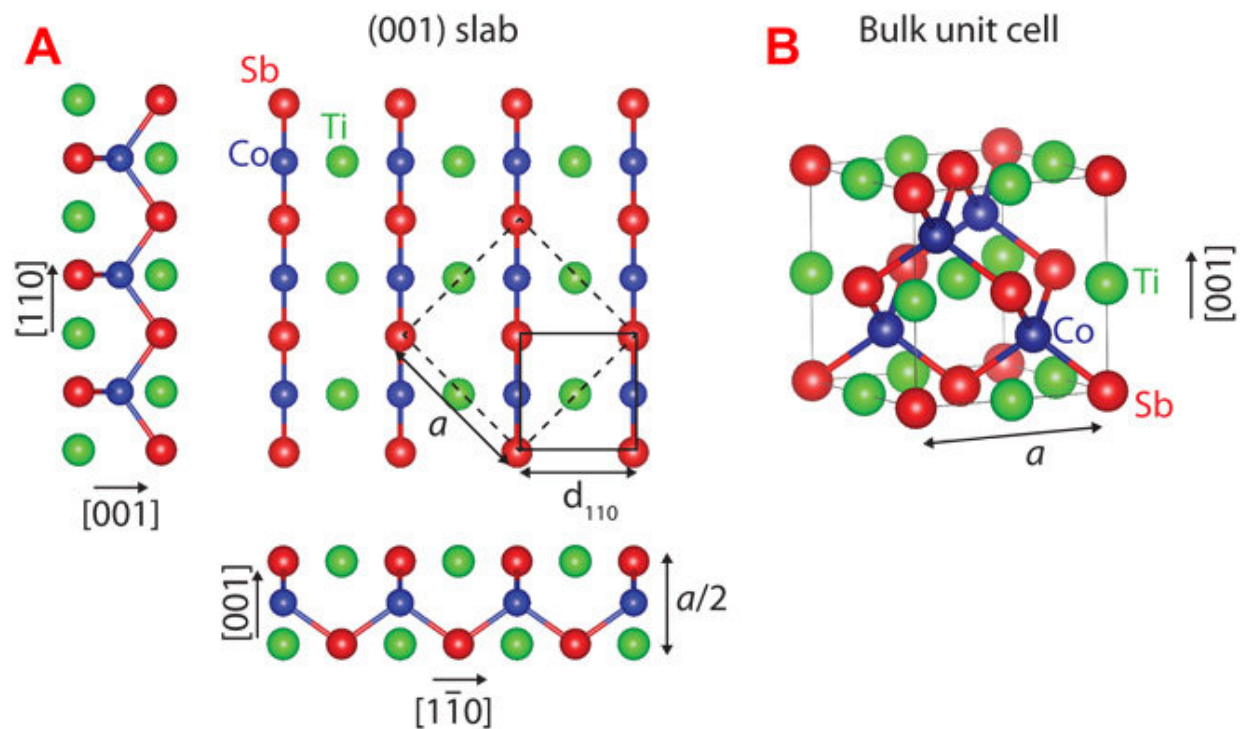 A
(001) slab
B
Bulk unit cell
Sb
Ti
Co
[110]
a
d110
[001]
[001]
a/2
[11̅0]
Ti
[001]
Co
Sb
a